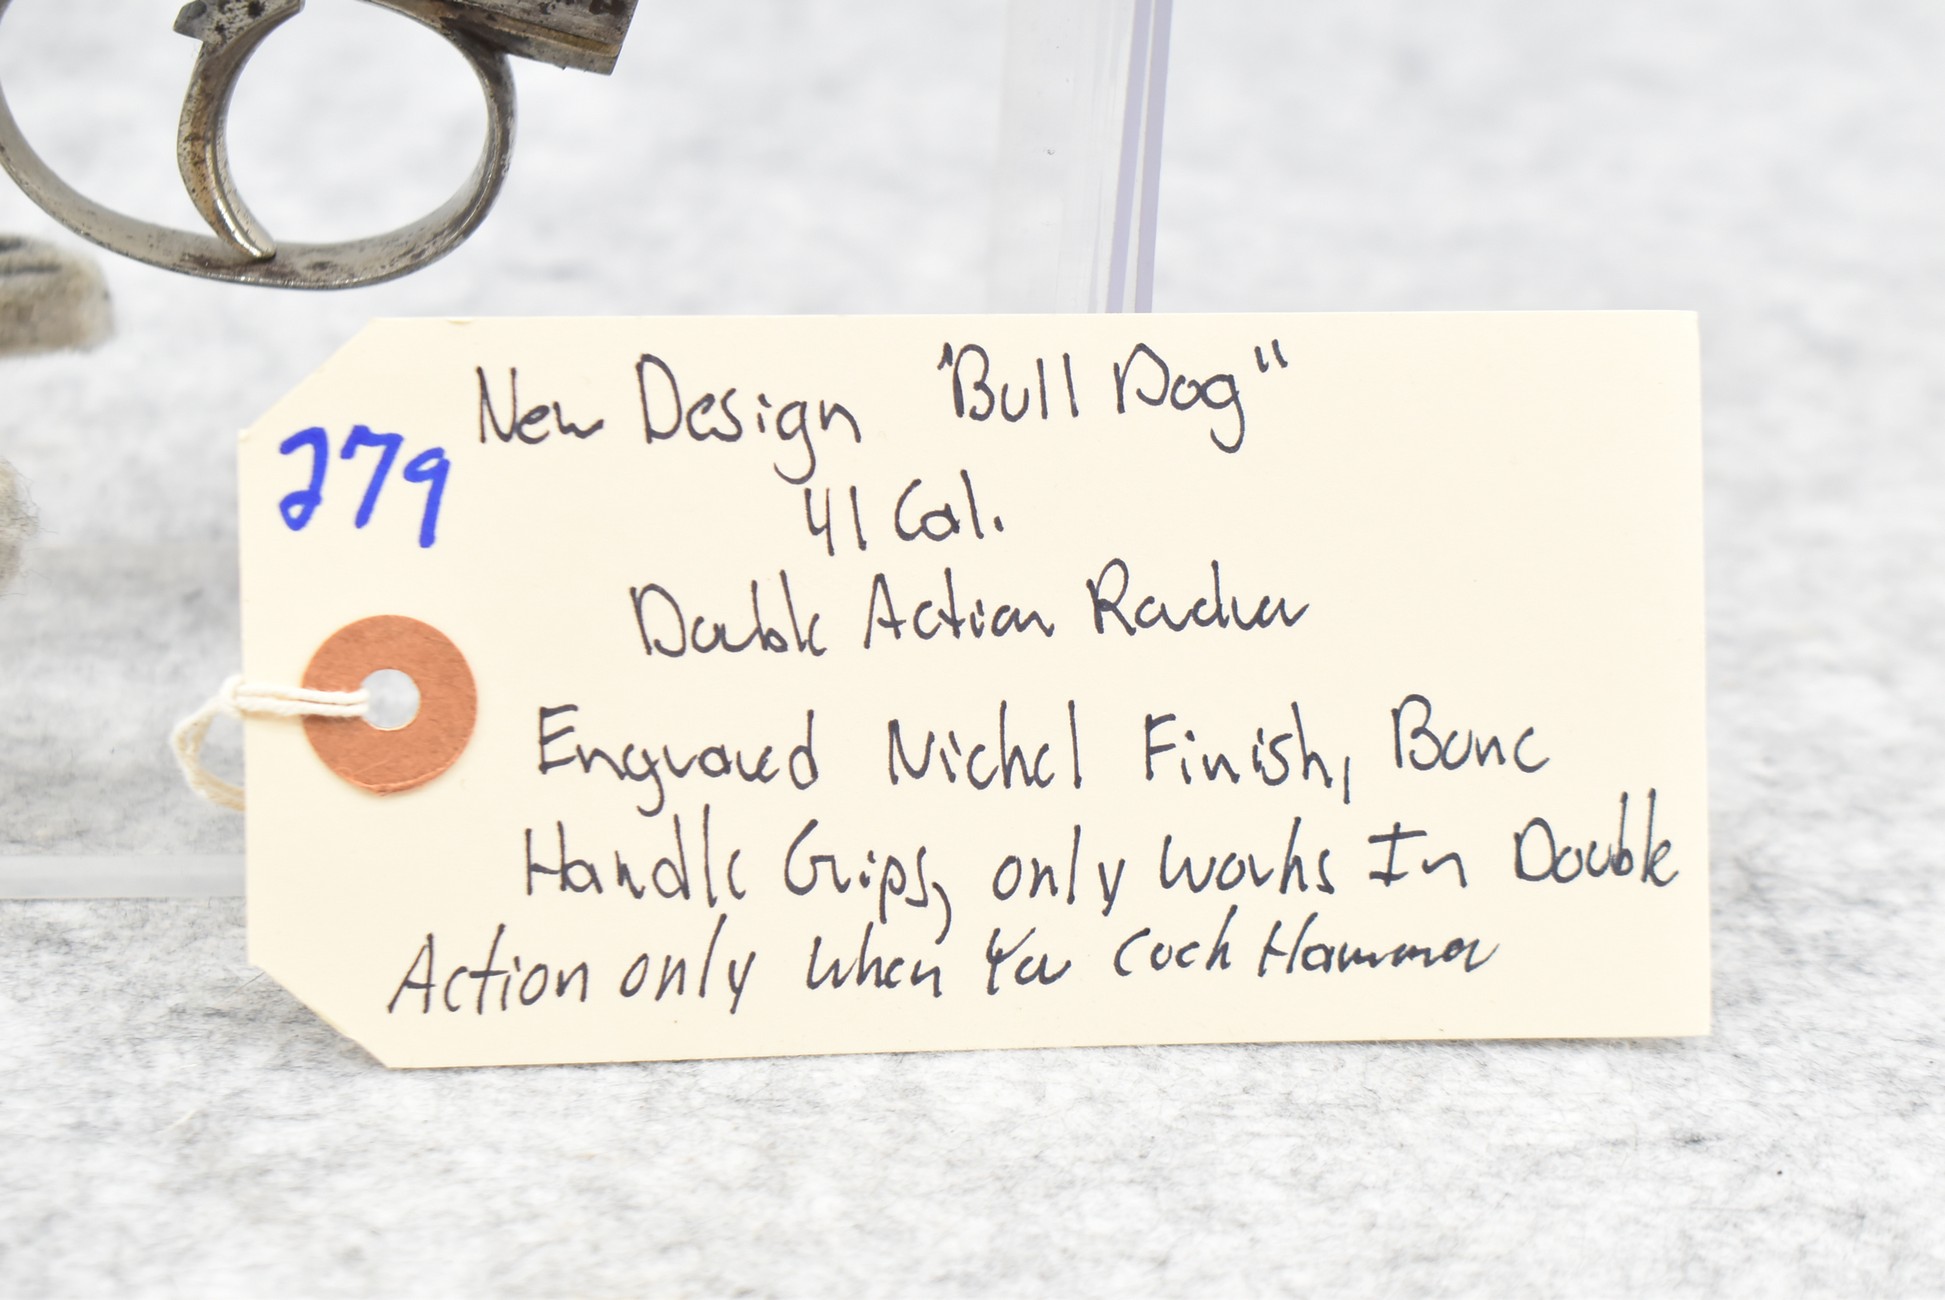 279
New Design "Bull Dog"
41 Cal.
Double Action Revolver
Engraved Nickel Finish, Bone
Handle Grips, only works In Double
Action only when You Cock Hammer